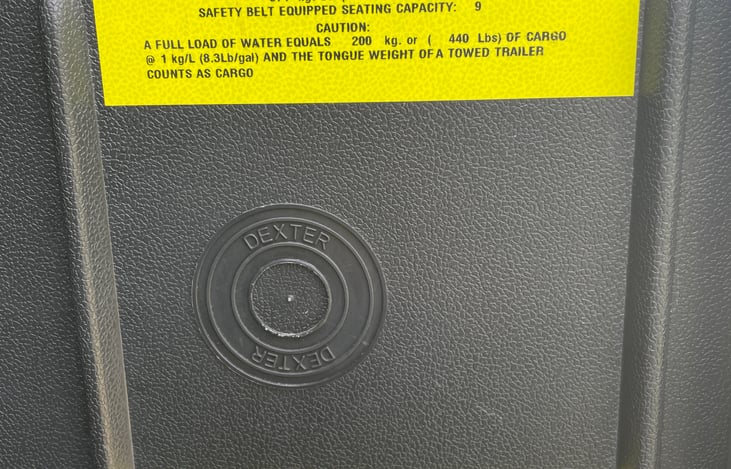 SAFETY BELT EQUIPPED SEATING CAPACITY: 9
CAUTION:
A FULL LOAD OF WATER EQUALS 200 kg. or ( 440 Lbs) OF CARGO
@ 1 kg/L (8.3Lb/gal) AND THE TONGUE WEIGHT OF A TOWED TRAILER
COUNTS AS CARGO
DEXTER
DEXTER